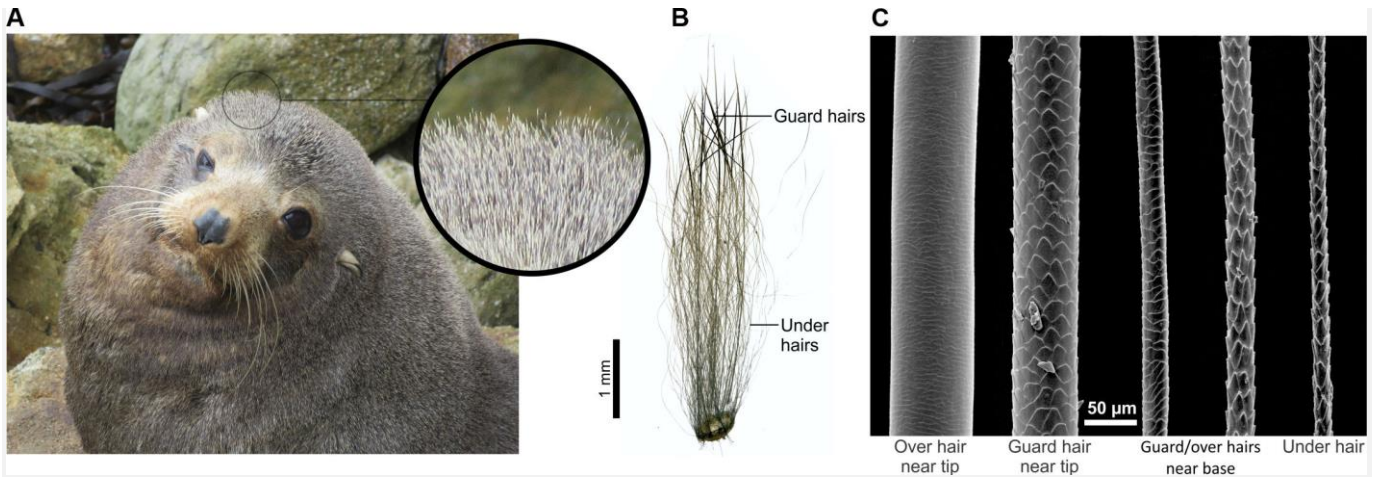 A
B
C
Guard hairs
Under
hairs
1 mm
50 µm
Over hair
near tip
Guard hair
near tip
Guard/over hairs
near base
Under hair